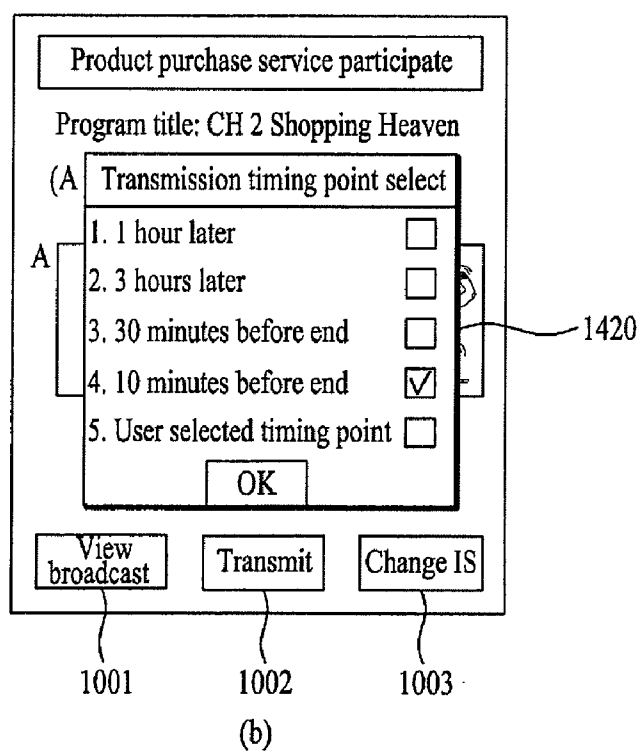 Product purchase service participate
Program title: CH 2 Shopping Heaven
(A
Transmission timing point select
A
1. 1 hour later
2. 3 hours later
3. 30 minutes before end
1420
4. 10 minutes before end
5. User selected timing point
OK
View
broadcast
Transmit
Change IS
1001
1002
1003
(b)